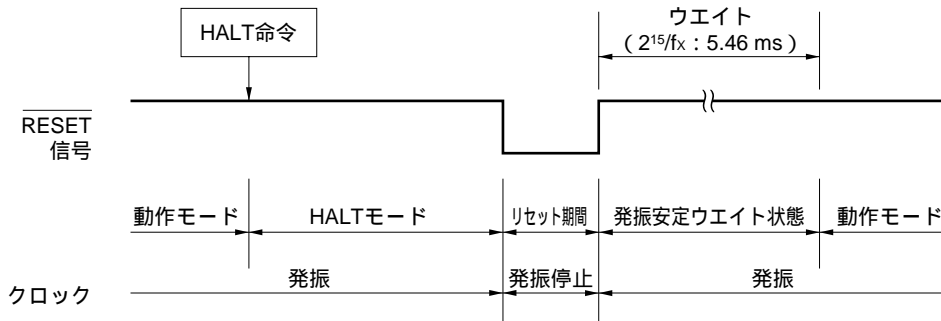 HALT命令
ウエイト
（2¹⁵/fX：5.46 ms）
RESET
信号
動作モード
HALTモード
リセット期間
発振安定ウエイト状態
動作モード
クロック
発振
発振停止
発振